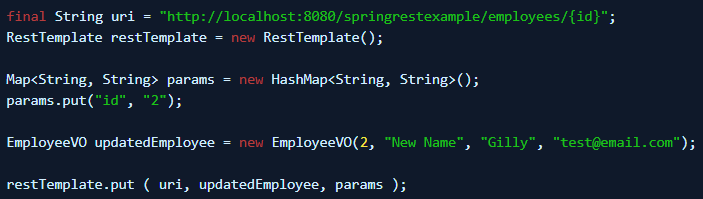 final String uri = "http://localhost:8080/springrestexample/employees/{id}";
RestTemplate restTemplate = new RestTemplate();
Map<String, String> params = new HashMap<String, String>();
params.put("id", "2");
EmployeeVO updatedEmployee = new EmployeeVO(2, "New Name", "Gilly", "test@email.com");
restTemplate.put ( uri, updatedEmployee, params );